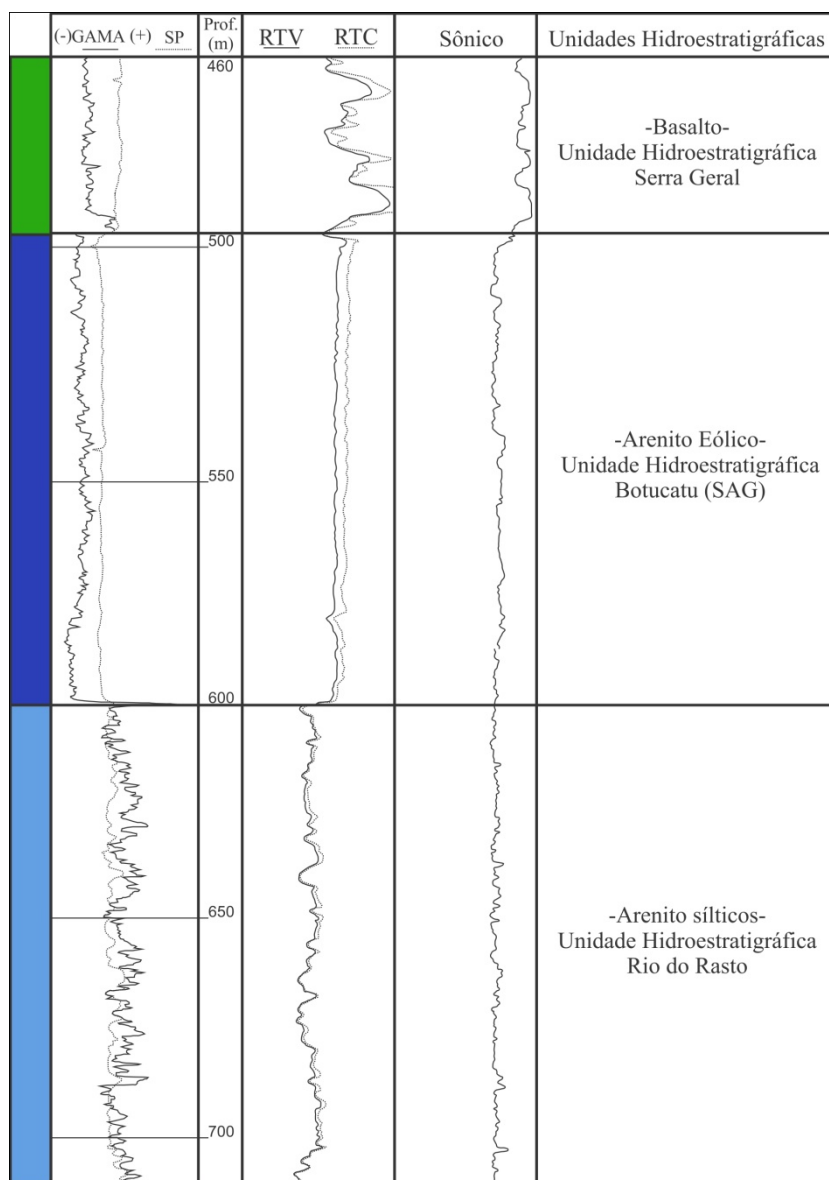 (-)GAMA (+) SP
Prof.
(m)
RTV RTC
Sônico
Unidades Hidroestratigráficas
460
-Basalto-
Unidade Hidroestratigráfica
Serra Geral
500
-Arenito Eólico-
Unidade Hidroestratigráfica
Botucatu (SAG)
550
600
650
-Arenito sílticos-
Unidade Hidroestratigráfica
Rio do Rasto
700